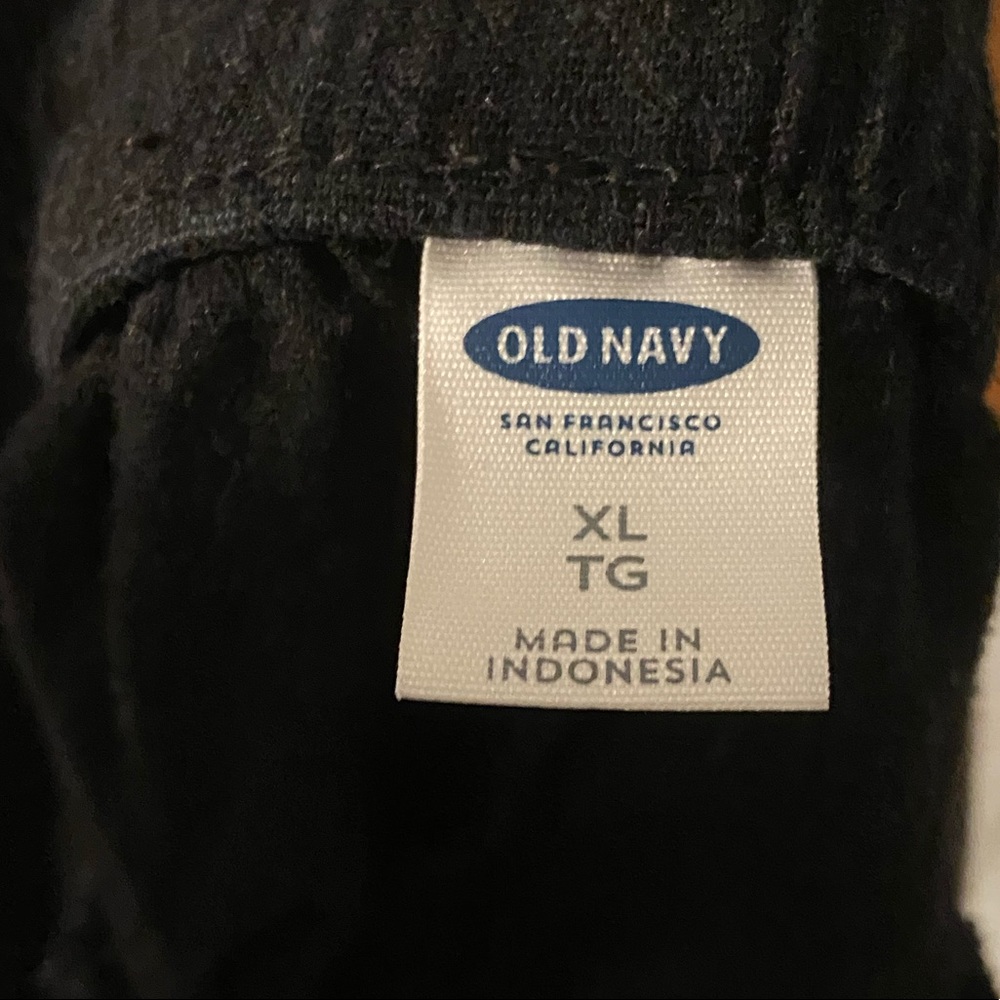 OLD NAVY
SAN FRANCISCO
CALIFORNIA
XL
TG
MADE IN
INDONESIA